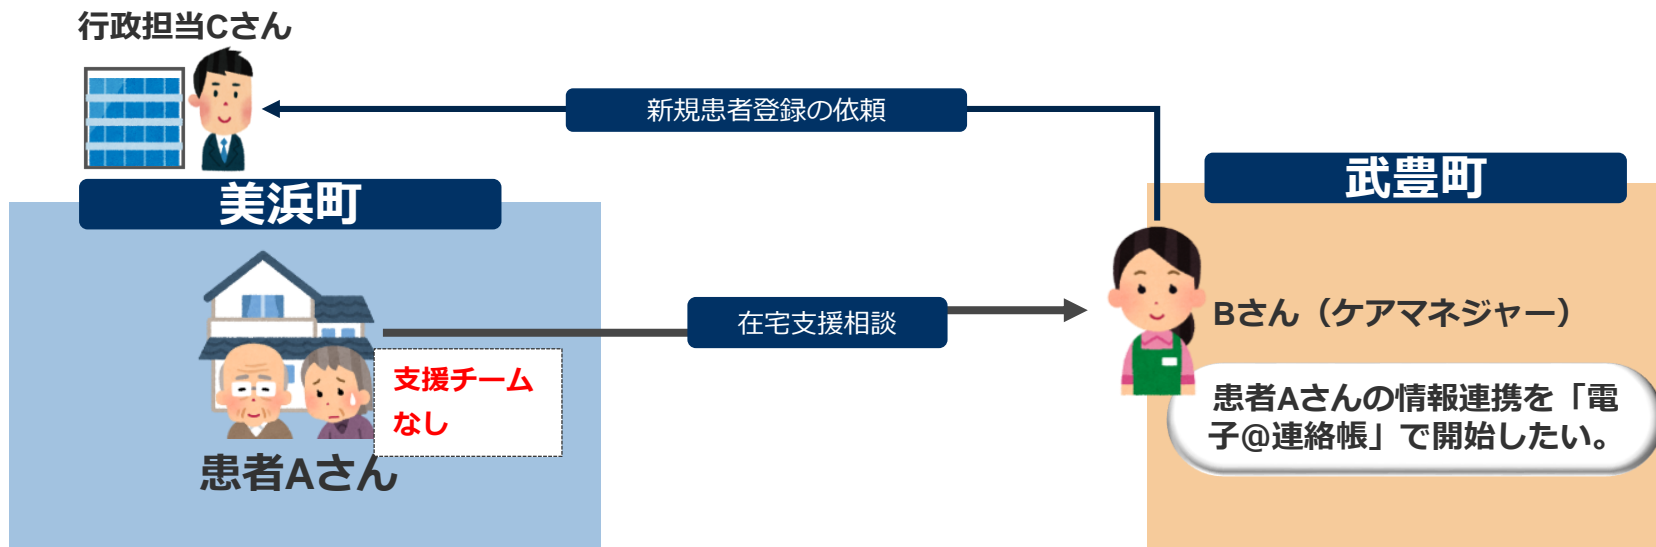 行政担当Cさん
新規患者登録の依頼
美浜町
武豊町
在宅支援相談
Bさん（ケアマネジャー）
支援チーム
なし
患者Aさんの情報連携を「電
子@連絡帳」で開始したい。
患者Aさん